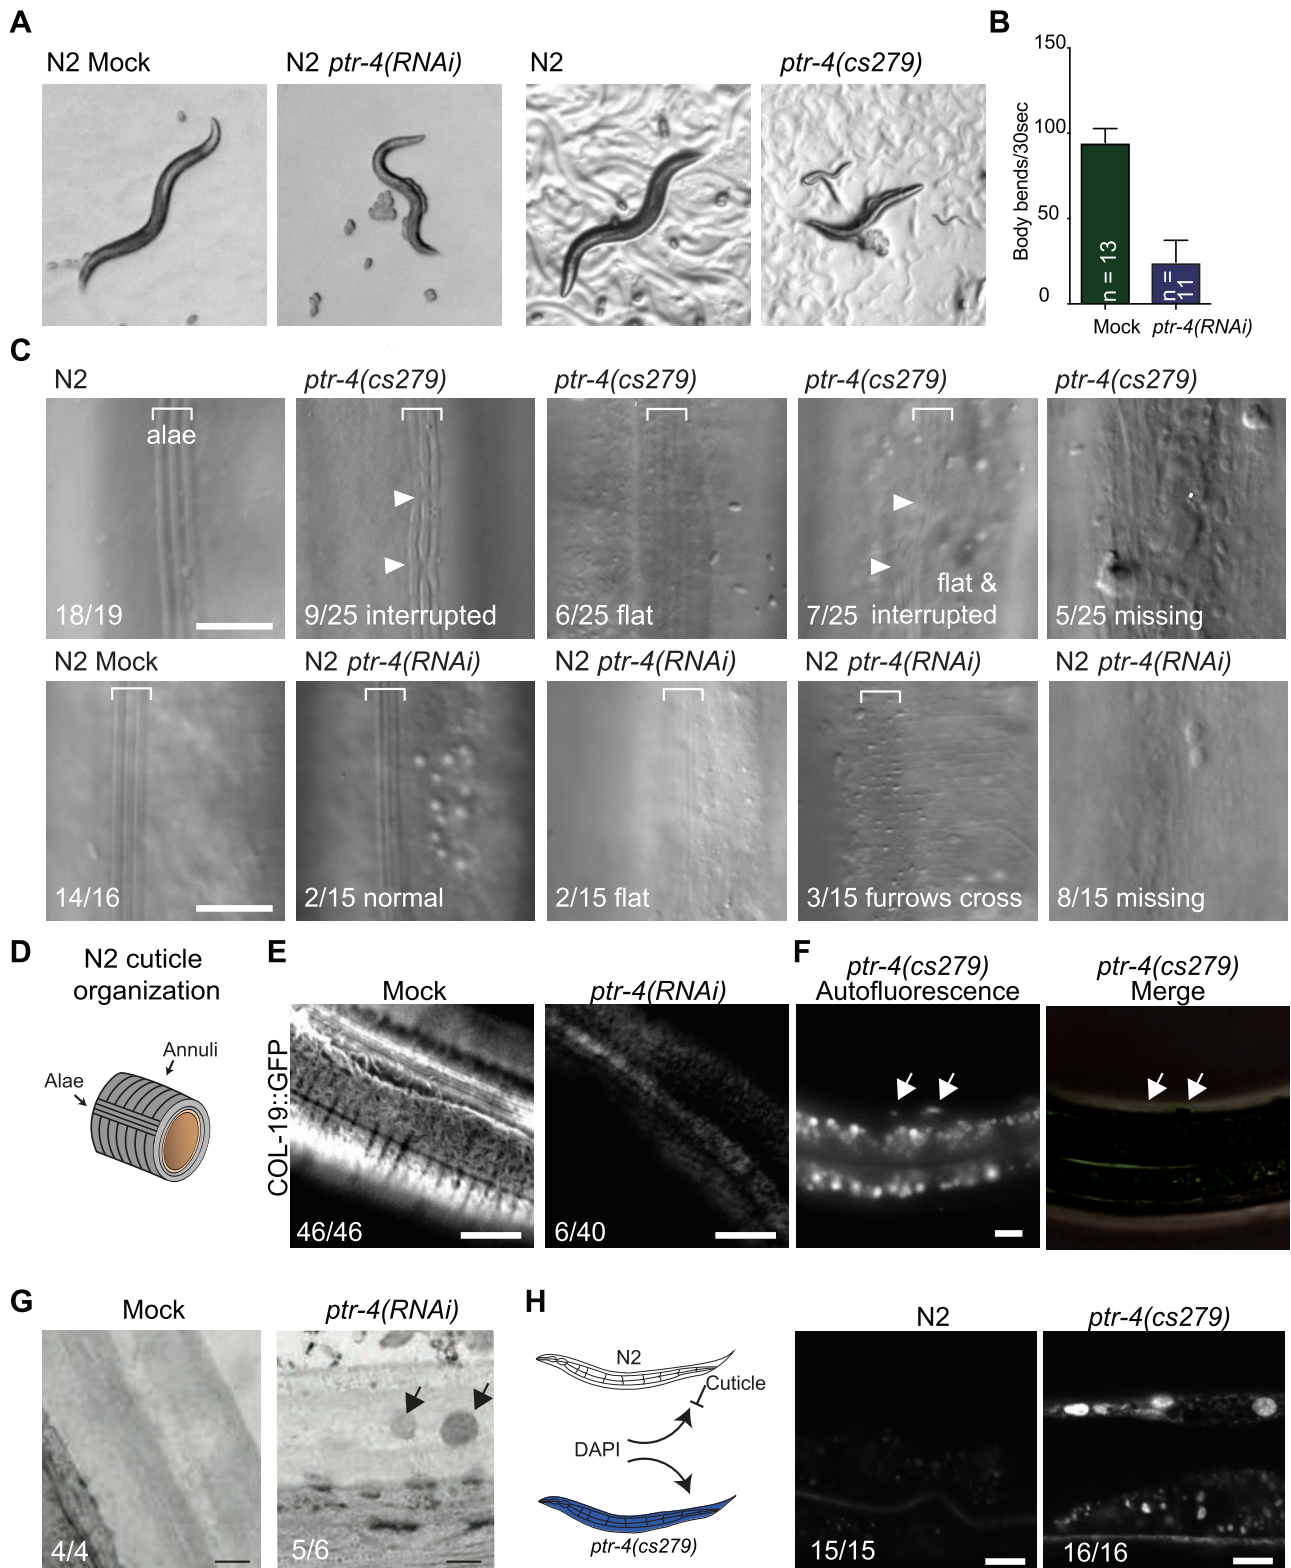 A
N2 Mock
N2 ptr-4(RNAi)
N2
ptr-4(cs279)
B
150
100
50
0
Body bends/30sec
n = 13
n =
11
Mock
ptr-4(RNAi)
C
N2
ptr-4(cs279)
ptr-4(cs279)
ptr-4(cs279)
ptr-4(cs279)
alae
18/19
9/25 interrupted
6/25 flat
flat &
7/25 interrupted
5/25 missing
N2 Mock
N2 ptr-4(RNAi)
N2 ptr-4(RNAi)
N2 ptr-4(RNAi)
N2 ptr-4(RNAi)
14/16
2/15 normal
2/15 flat
3/15 furrows cross
8/15 missing
D
N2 cuticle
organization
Annuli
Alae
E
Mock
ptr-4(RNAi)
COL-19::GFP
46/46
6/40
F
ptr-4(cs279)
Autofluorescence
ptr-4(cs279)
Merge
G
Mock
ptr-4(RNAi)
4/4
5/6
H
N2
Cuticle
DAPI
ptr-4(cs279)
N2
ptr-4(cs279)
15/15
16/16